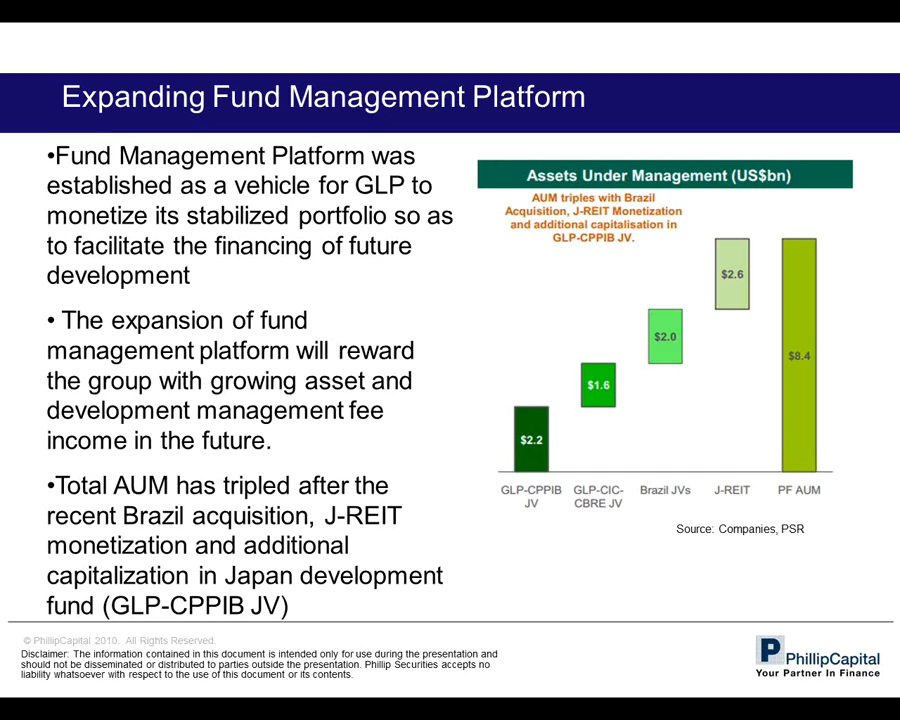 Expanding Fund Management Platform
•Fund Management Platform was
established as a vehicle for GLP to
monetize its stabilized portfolio so as
to facilitate the financing of future
development
• The expansion of fund
management platform will reward
the group with growing asset and
development management fee
income in the future.
•Total AUM has tripled after the
recent Brazil acquisition, J-REIT
monetization and additional
capitalization in Japan development
fund (GLP-CPPIB JV)
Assets Under Management (US$bn)
AUM triples with Brazil
Acquisition, J-REIT Monetization
and additional capitalisation in
GLP-CPPIB JV.
$2.2
$1.6
$2.0
$2.6
$8.4
GLP-CPPIB
JV
GLP-CIC-
CBRE JV
Brazil JVs
J-REIT
PF AUM
Source: Companies, PSR
© PhillipCapital 2010. All Rights Reserved.
Disclaimer: The information contained in this document is intended only for use during the presentation and
should not be disseminated or distributed to parties outside the presentation. Phillip Securities accepts no
liability whatsoever with respect to the use of this document or its contents.
P PhillipCapital
Your Partner In Finance